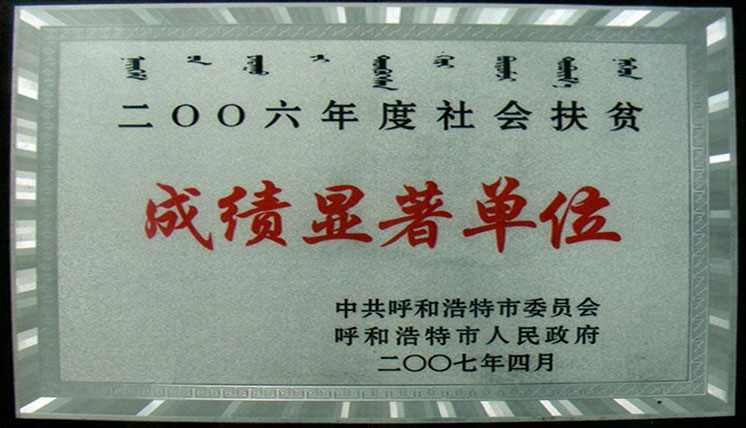 二〇〇六年度社会扶贫
成绩显著单位
中共呼和浩特市委员会
呼和浩特市人民政府
二〇〇七年四月